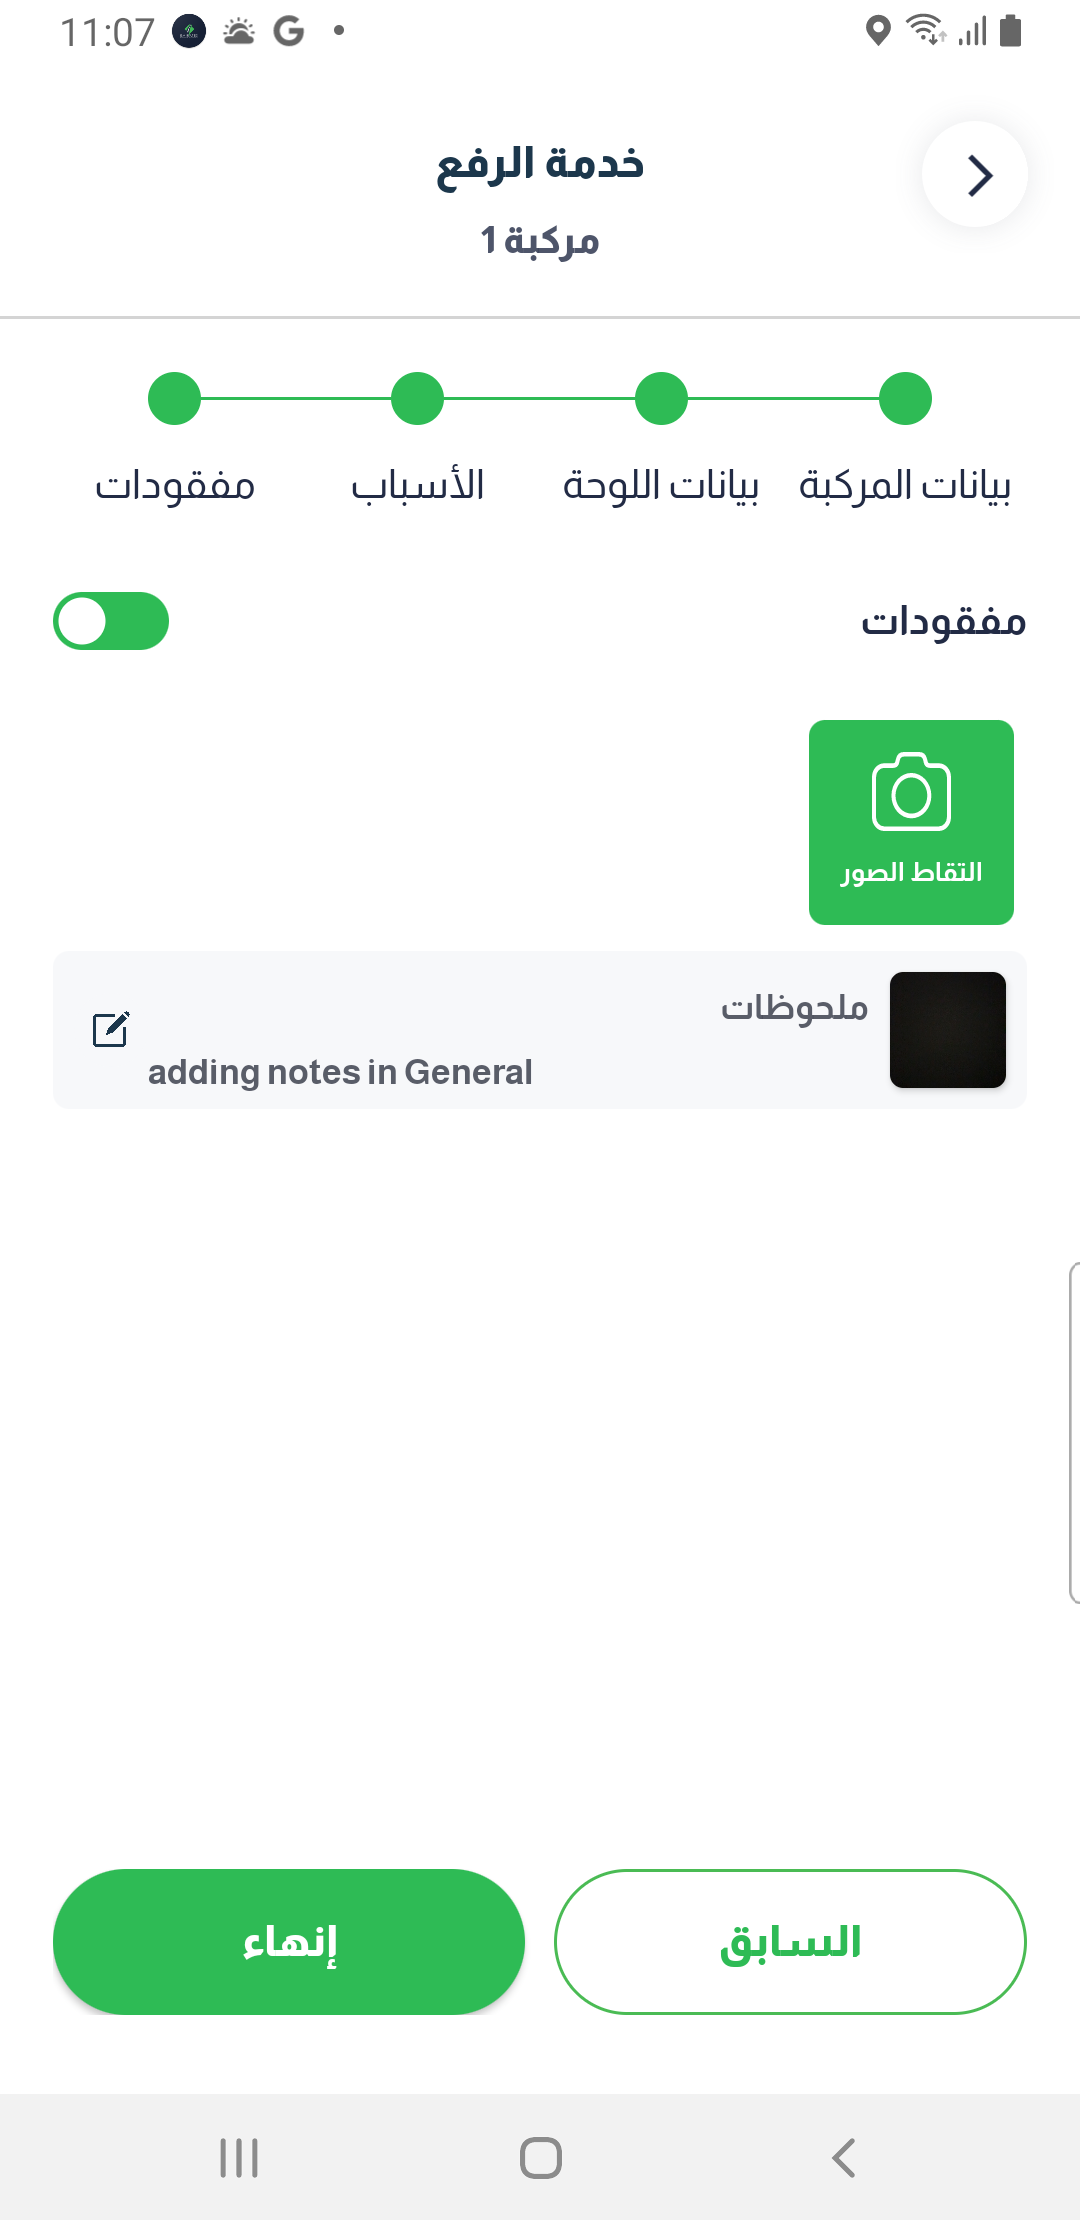 11:07
خدمة الرفع
مركبة 1
بيانات المركبة
بيانات اللوحة
الأسباب
مفقودات
مفقودات
التقاط الصور
ملحوظات
adding notes in General
السابق
إنهاء